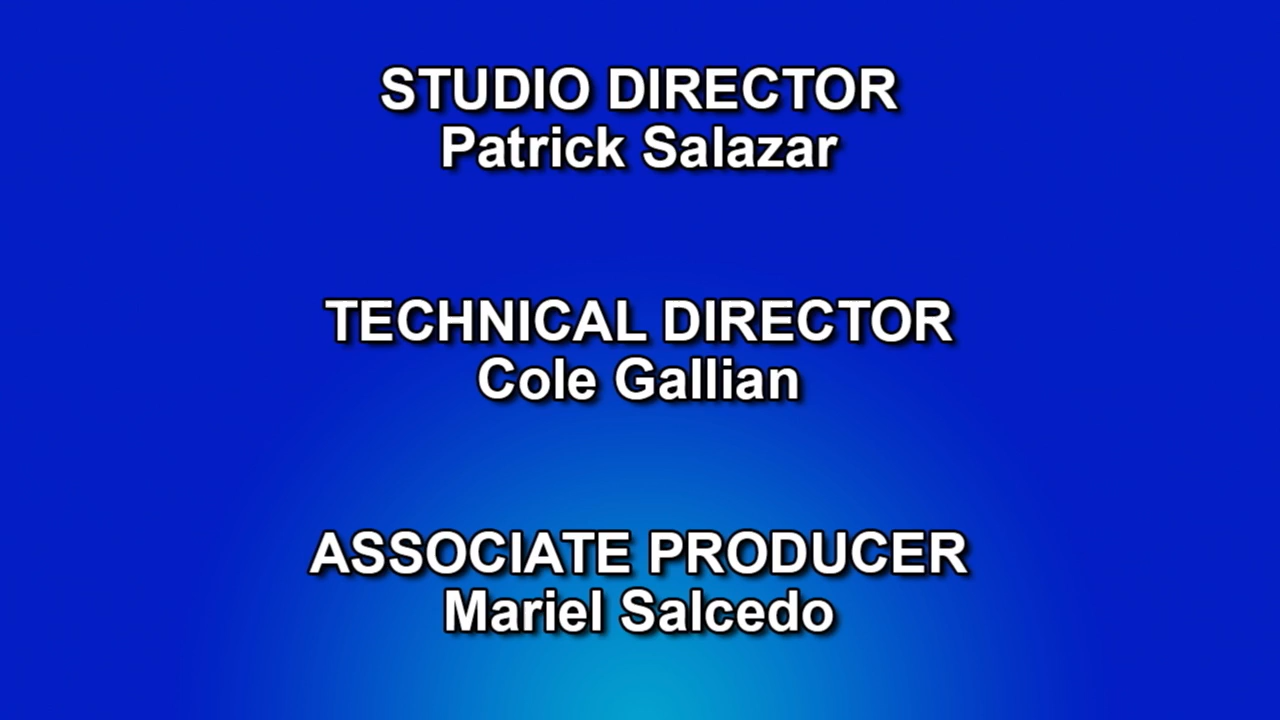 STUDIO DIRECTOR
Patrick Salazar
TECHNICAL DIRECTOR
Cole Gallian
ASSOCIATE PRODUCER
Mariel Salcedo